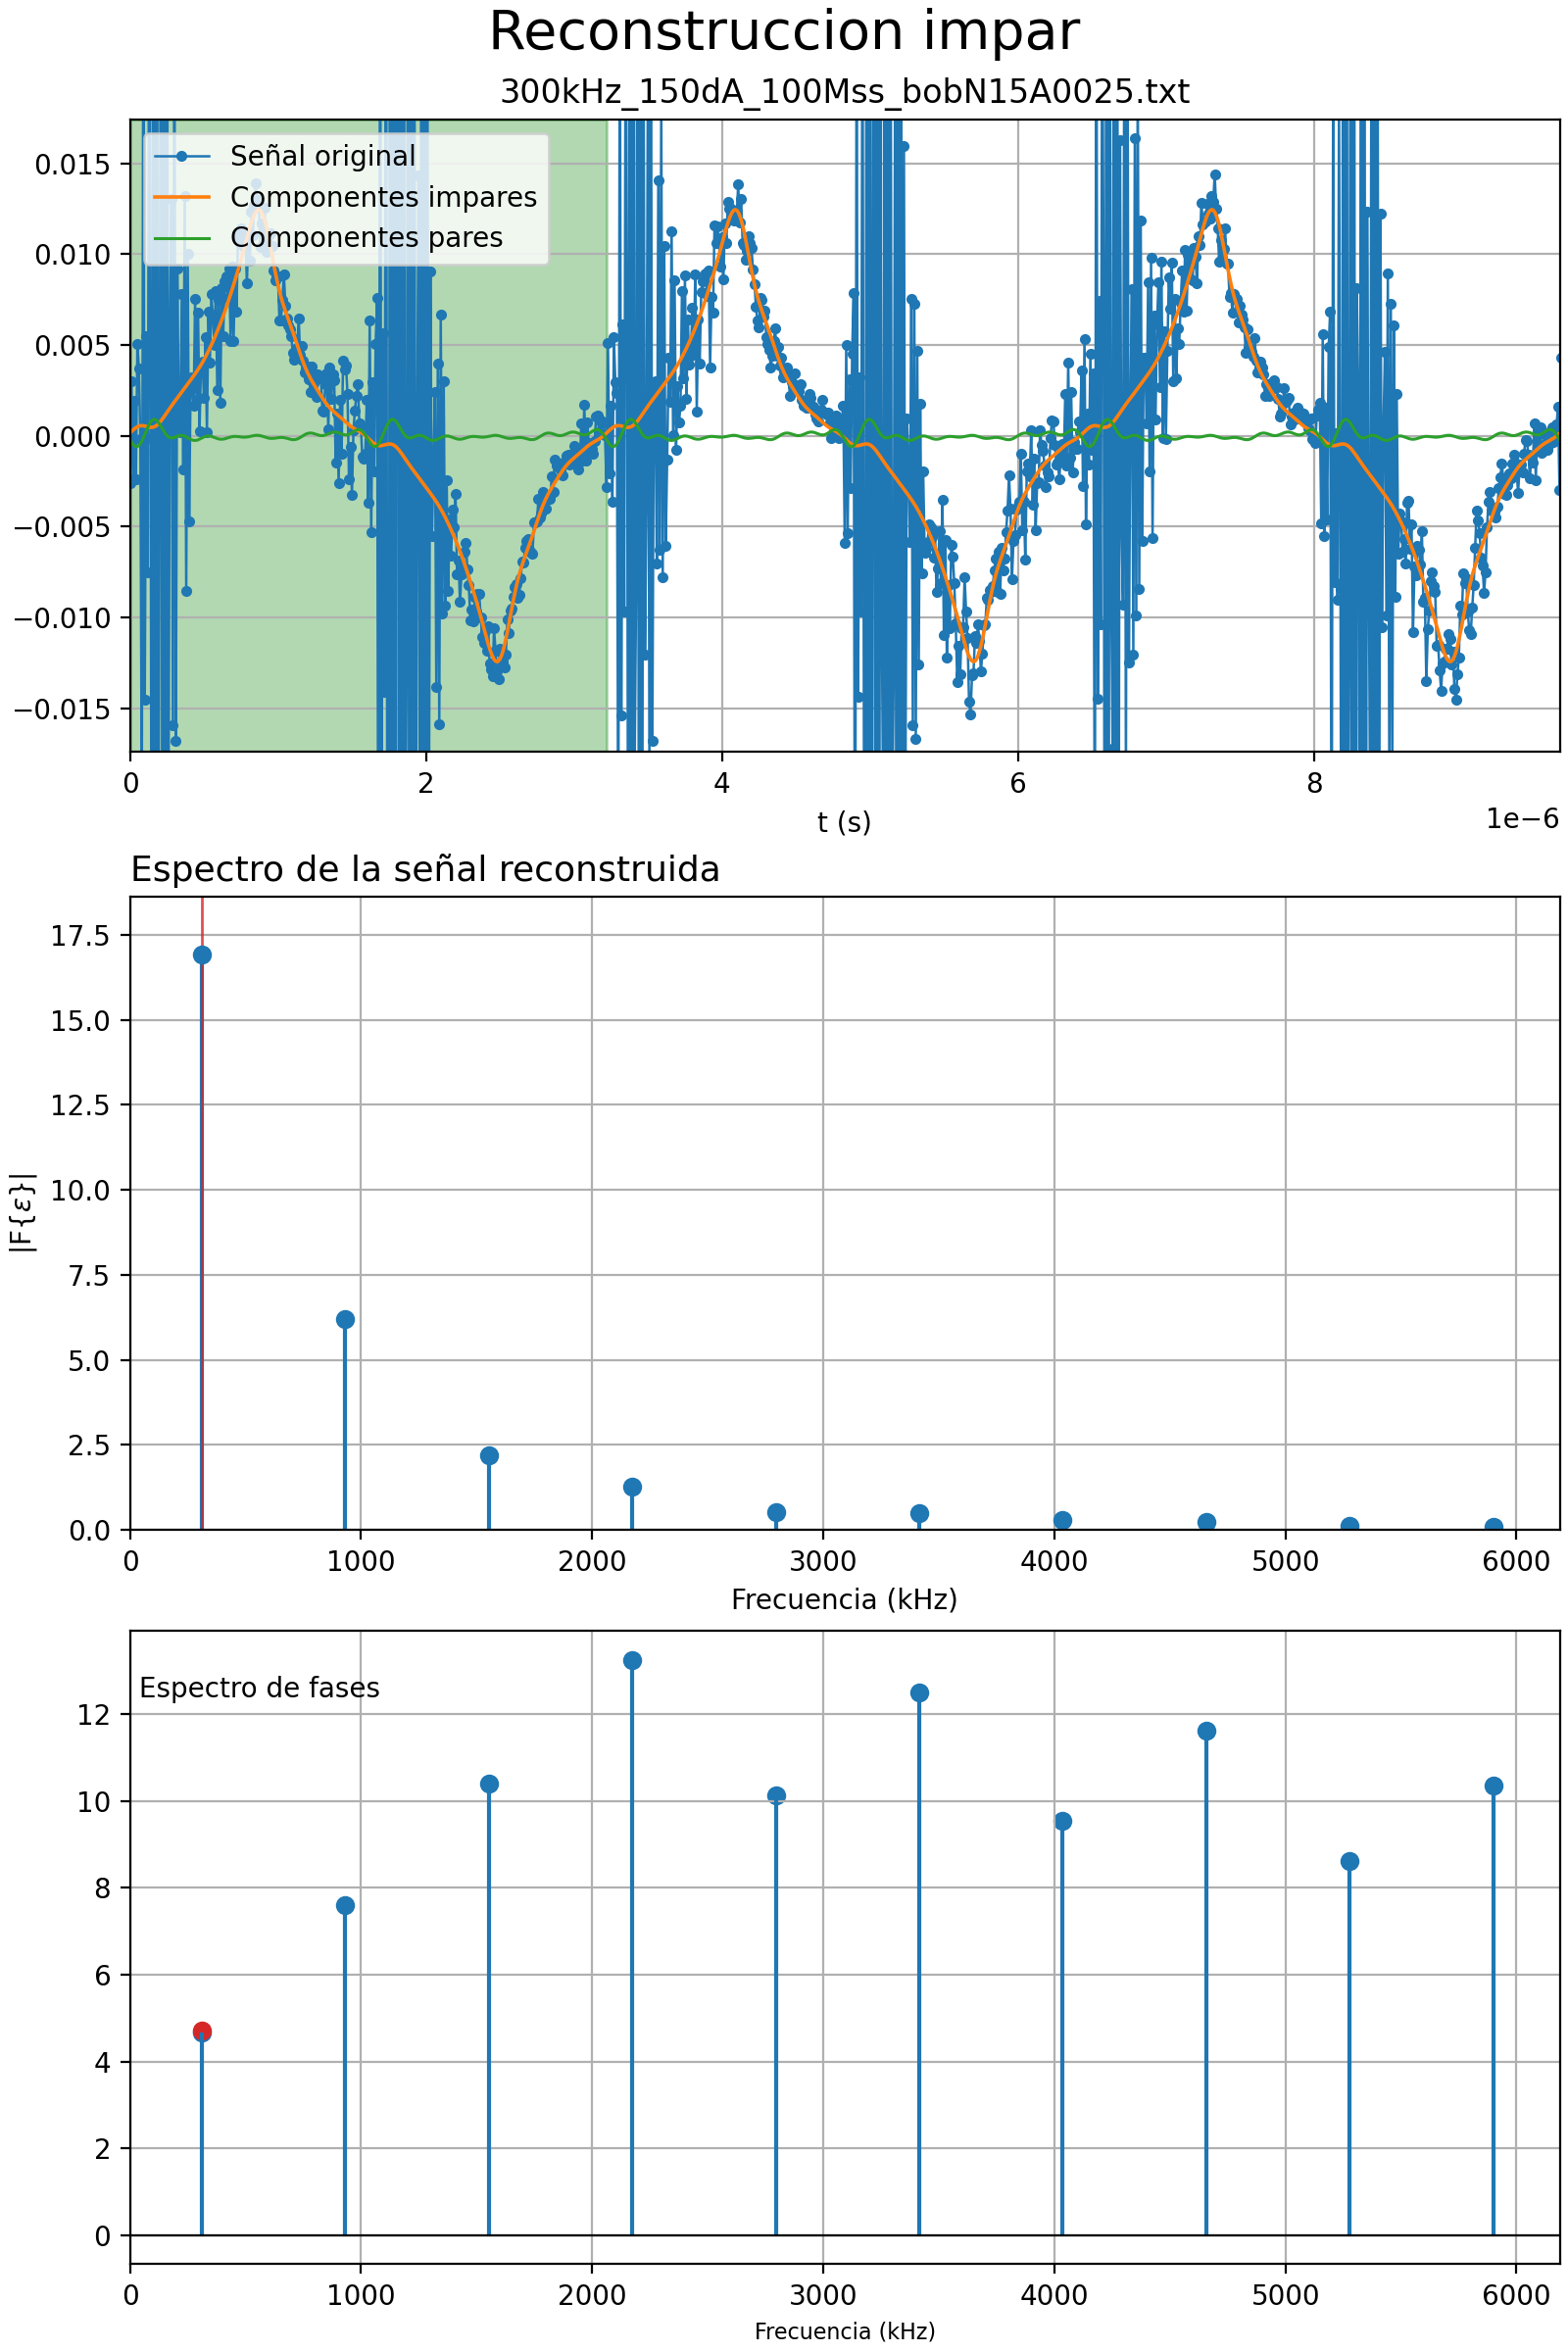 Reconstruccion impar
300kHz_150dA_100Mss_bobN15A0025.txt
Señal original
Componentes impares
Componentes pares
0.015
0.010
0.005
0.000
−0.005
−0.010
−0.015
0 2 4 6 8
t (s)
1e−6
Espectro de la señal reconstruida
17.5
15.0
12.5
10.0
7.5
5.0
2.5
0.0
|F{ε}|
0 1000 2000 3000 4000 5000 6000
Frecuencia (kHz)
Espectro de fases
12
10
8
6
4
2
0
0 1000 2000 3000 4000 5000 6000
Frecuencia (kHz)